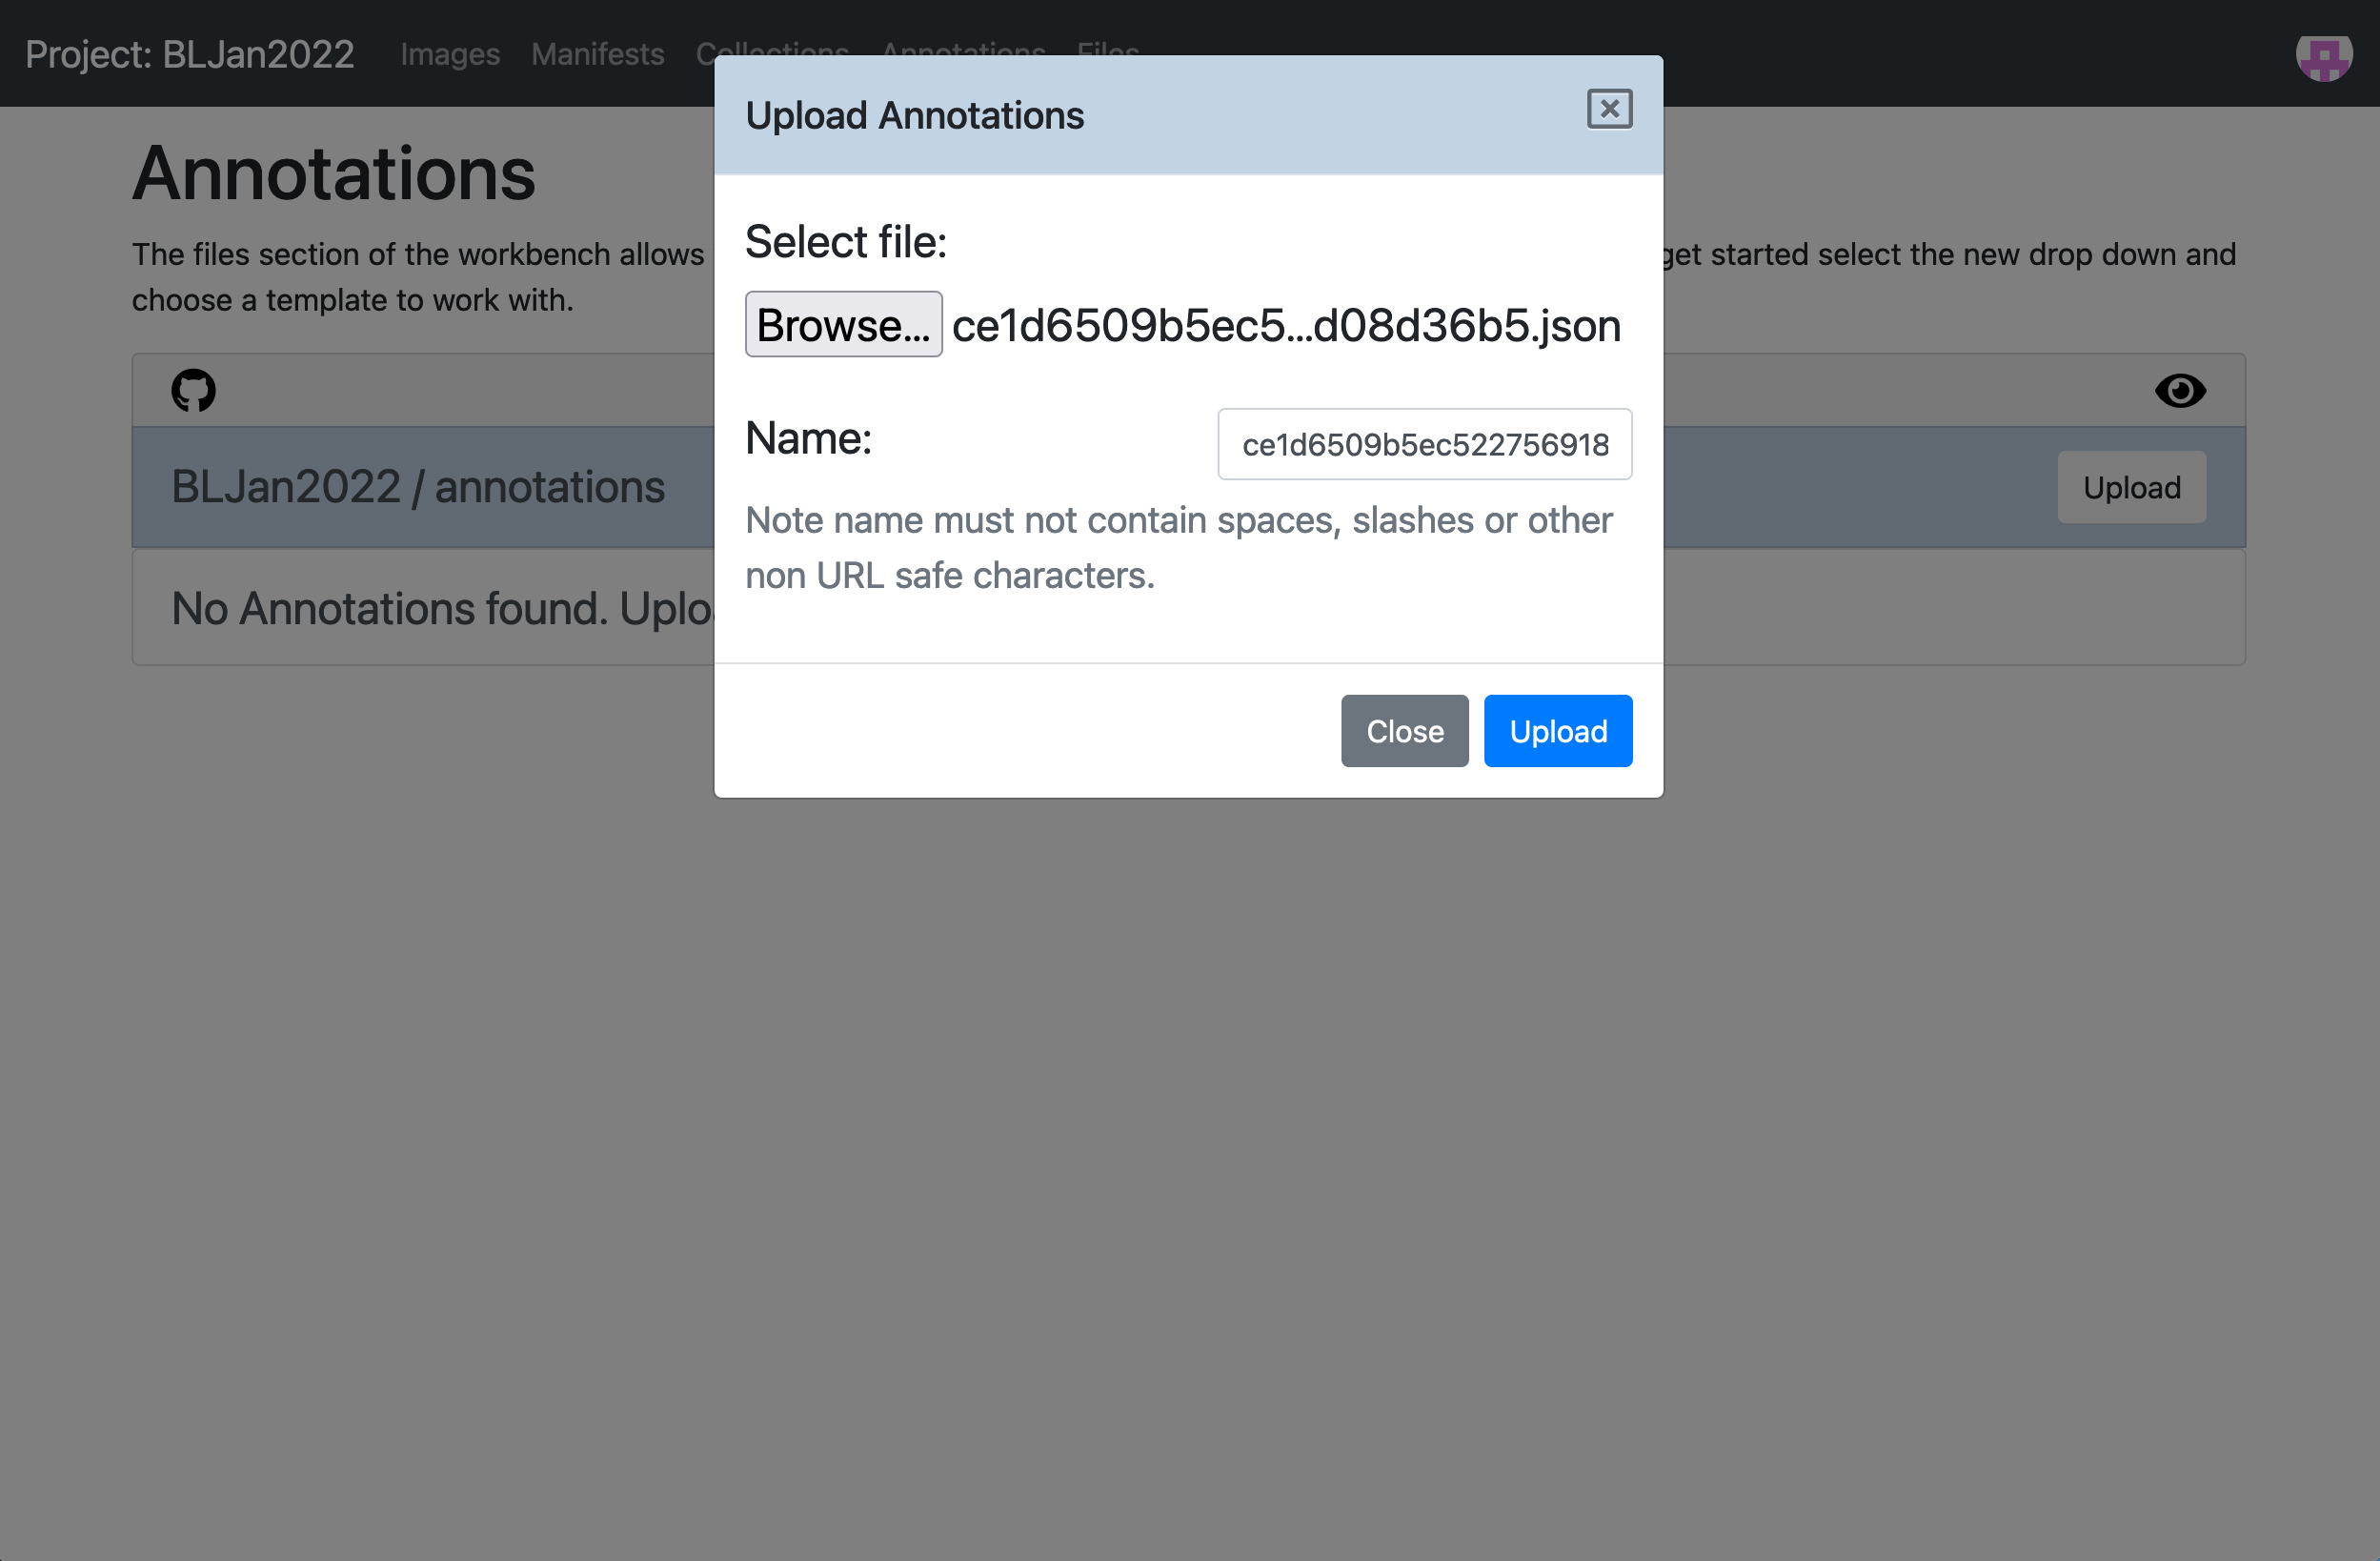 Project: BLJan2022 Images Manifests Collections Annotations Files
Upload Annotations
Annotations
The files section of the workbench allows get started select the new drop down and
choose a template to work with.
Select file:
Browse... ce1d6509b5ec5...d08d36b5.json
Name: ce1d6509b5ec522756918
Note name must not contain spaces, slashes or other
non URL safe characters.
BLJan2022 / annotations Upload
No Annotations found. Uplo
Close Upload